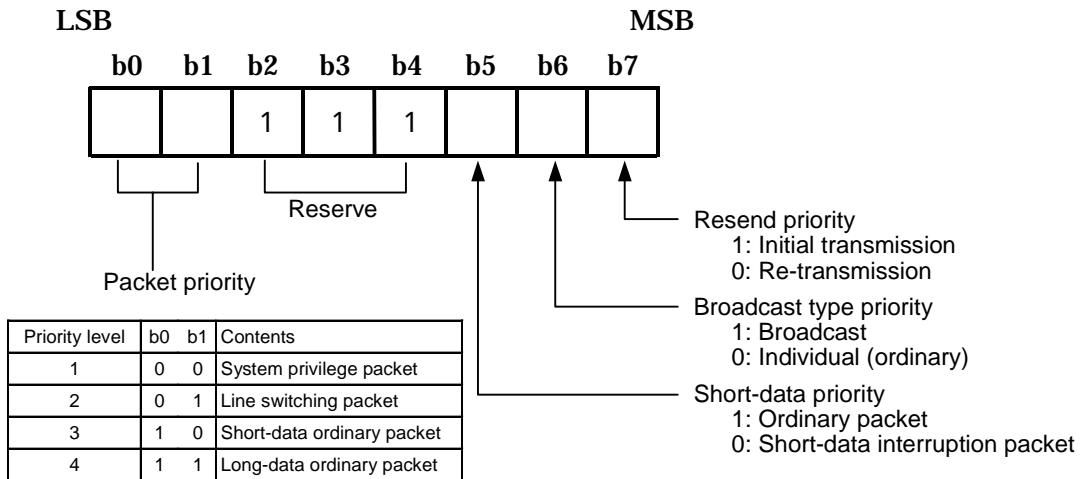 LSB MSB
b0 b1 b2 b3 b4 b5 b6 b7
1 1 1
Reserve
Packet priority
Resend priority
1: Initial transmission
0: Re-transmission
Broadcast type priority
1: Broadcast
0: Individual (ordinary)
Short-data priority
1: Ordinary packet
0: Short-data interruption packet
Priority level b0 b1 Contents
1 0 0 System privilege packet
2 0 1 Line switching packet
3 1 0 Short-data ordinary packet
4 1 1 Long-data ordinary packet